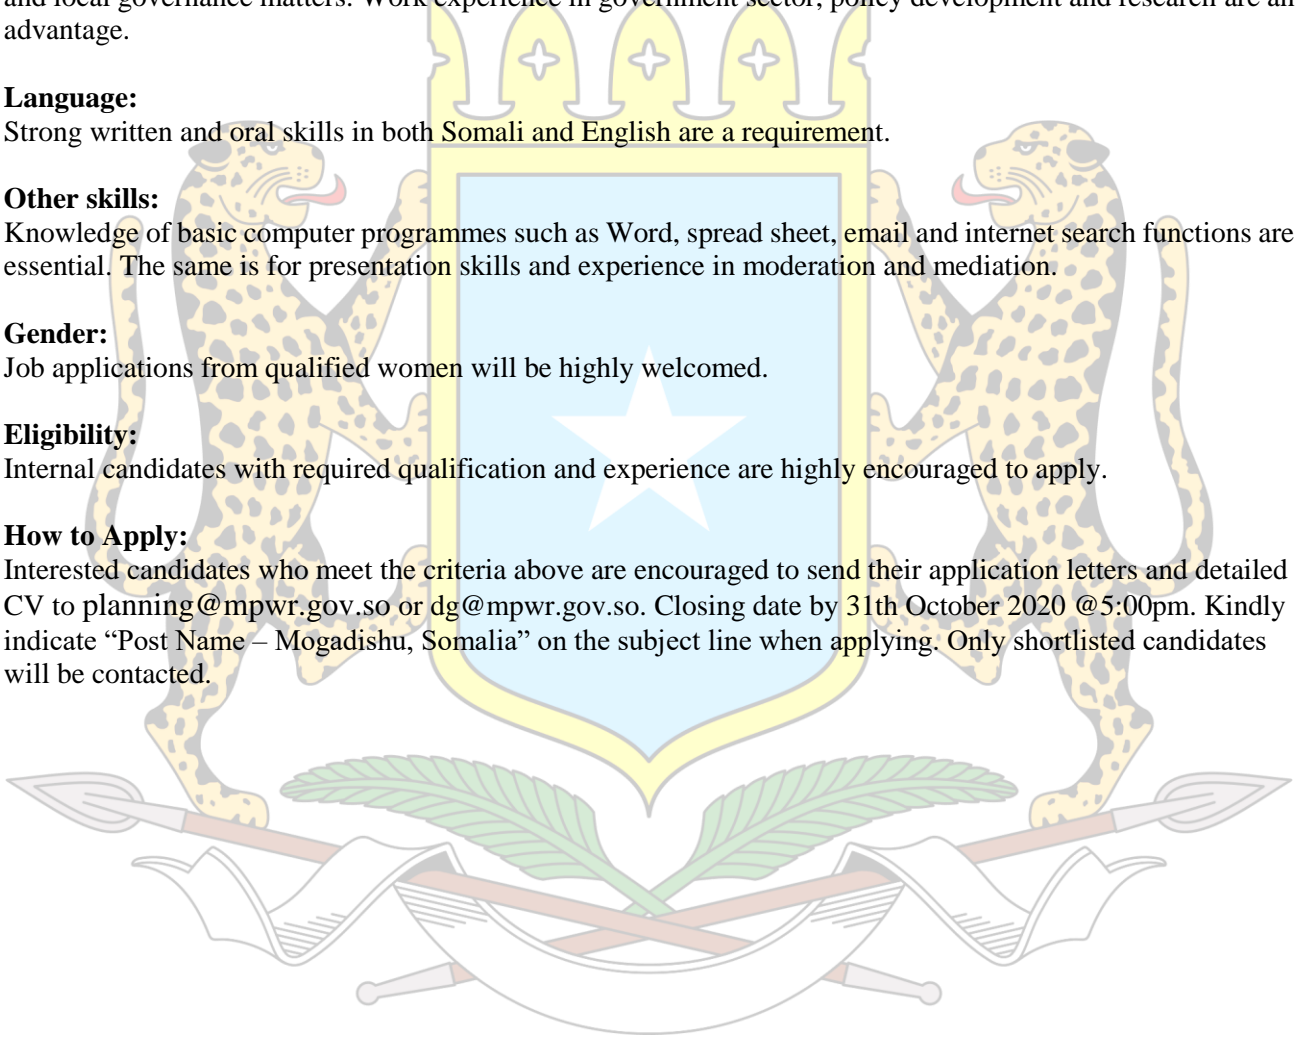 and local governance matters. Work experience in government sector, policy development and research are an
advantage.
Language:
Strong written and oral skills in both Somali and English are a requirement.
Other skills:
Knowledge of basic computer programmes such as Word, spread sheet, email and internet search functions are
essential. The same is for presentation skills and experience in moderation and mediation.
Gender:
Job applications from qualified women will be highly welcomed.
Eligibility:
Internal candidates with required qualification and experience are highly encouraged to apply.
How to Apply:
Interested candidates who meet the criteria above are encouraged to send their application letters and detailed
CV to planning@mpwr.gov.so or dg@mpwr.gov.so. Closing date by 31th October 2020 @5:00pm. Kindly
indicate “Post Name – Mogadishu, Somalia” on the subject line when applying. Only shortlisted candidates
will be contacted.